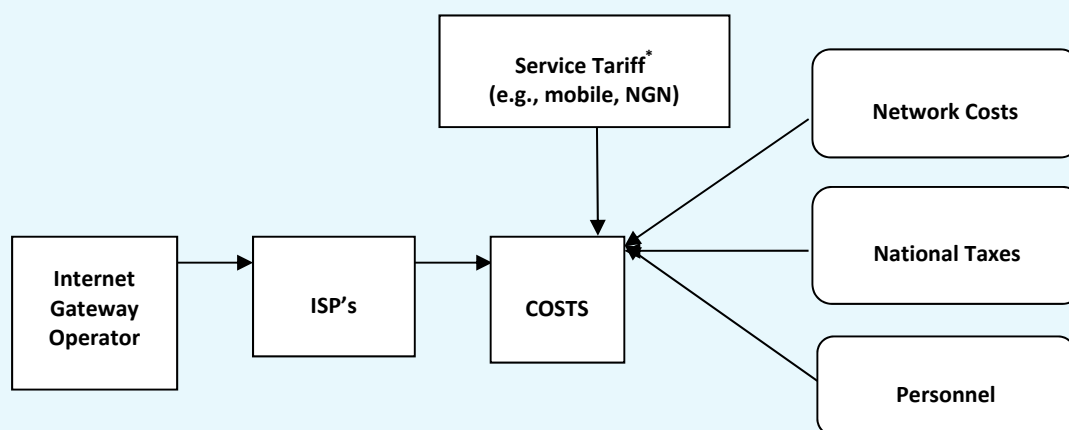 Service Tariff*
(e.g., mobile, NGN)
Network Costs
National Taxes
Internet
Gateway
Operator
ISP's
COSTS
Personnel